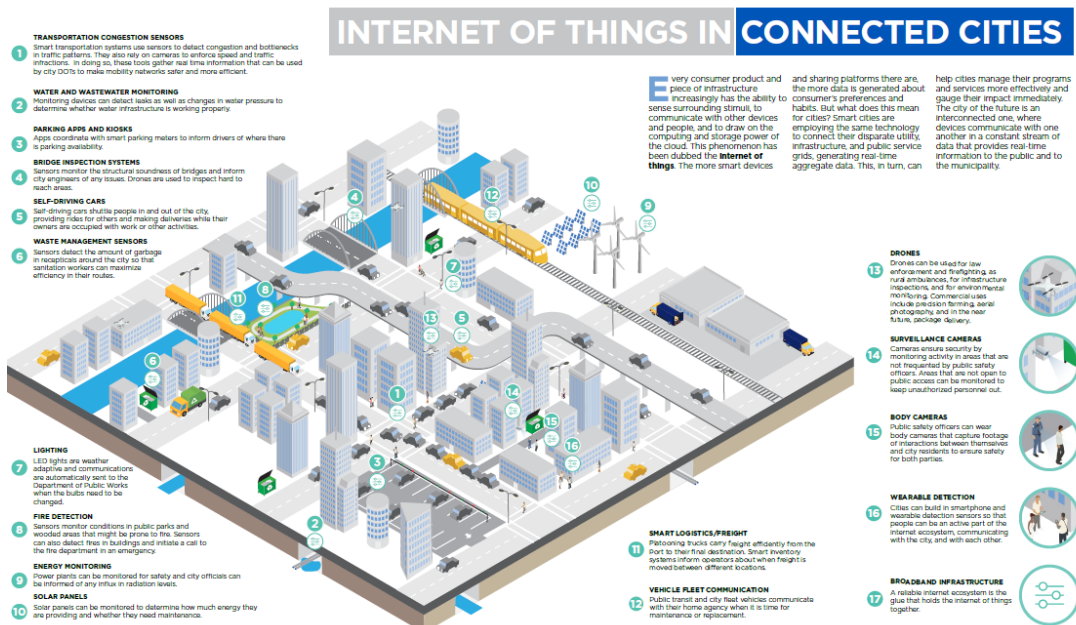 INTERNET OF THINGS IN CONNECTED CITIES
Every consumer product and
piece of infrastructure
increasingly has the ability to
sense surrounding stimuli, to
communicate with other devices
and people, and to draw on the
computing and storage power of
the cloud. This phenomenon has
been dubbed the Internet of
things. The more smart devices
and sharing platforms there are,
the more data is generated about
consumer's preferences and
habits. But what does this mean
for cities? Smart cities are
employing the same technology
to connect their disparate utility,
infrastructure, and public service
grids, generating real-time
aggregate data. This, in turn, can
help cities manage their programs
and services more effectively and
gauge their impact immediately.
The city of the future is an
interconnected one, where
devices communicate with one
another in a constant stream of
data that provides real-time
information to the public and to
the municipality.
1
TRANSPORTATION CONGESTION SENSORS
Smart transportation systems use sensors to detect congestion and bottlenecks
in traffic patterns. They also rely on cameras to enforce speed and traffic
infractions. In doing so, these tools gather real time information that can be used
by city DOTs to make mobility networks safer and more efficient.
2
WATER AND WASTEWATER MONITORING
Monitoring devices can detect leaks as well as changes in water pressure to
determine whether water infrastructure is working properly.
3
PARKING APPS AND KIOSKS
Apps coordinate with smart parking meters to inform drivers of where there
is parking availability.
4
BRIDGE INSPECTION SYSTEMS
Sensors monitor the structural soundness of bridges and inform
city engineers of any issues. Drones are used to inspect hard to
reach areas.
5
SELF-DRIVING CARS
Self-driving cars shuttle people in and out of the city,
providing rides for others and making deliveries while their
owners are occupied with work or other activities.
6
WASTE MANAGEMENT SENSORS
Sensors detect the amount of garbage
in recepticals around the city so that
sanitation workers can maximize
efficiency in their routes.
7
LIGHTING
LED lights are weather
adaptive and communications
are automatically sent to the
Department of Public Works
when the bulbs need to be
changed.
8
FIRE DETECTION
Sensors monitor conditions in public parks and
wooded areas that might be prone to fire. Sensors
can also detect fires in buildings and initiate a call to
the fire department in an emergency.
9
ENERGY MONITORING
Power plants can be monitored for safety and city officials can
be informed of any influx in radiation levels.
10
SOLAR PANELS
Solar panels can be monitored to determine how much energy they
are providing and whether they need maintenance.
11
SMART LOGISTICS/FREIGHT
Platooning trucks carry freight efficiently from the
Port to their final destination. Smart inventory
systems inform operators about when freight is
moved between different locations.
12
VEHICLE FLEET COMMUNICATION
Public transit and city fleet vehicles communicate
with their home agency when it is time for
maintenance or replacement.
13
DRONES
Drones can be used for law
enforcement and firefighting, as
rural ambulances, for infrastructure
inspections, and for environmental
monitoring. Commercial uses
include precision farming, aerial
photography, and in the near
future, package delivery.
14
SURVEILLANCE CAMERAS
Cameras ensure security by
monitoring activity in areas that are
not frequented by public safety
officers. Areas that are not open to
public access can be monitored to
keep unauthorized personnel out.
15
BODY CAMERAS
Public safety officers can wear
body cameras that capture footage
of interactions between themselves
and city residents to ensure safety
for both parties.
16
WEARABLE DETECTION
Cities can build in smartphone and
wearable detection sensors so that
people can be an active part of the
internet ecosystem, communicating
with the city, and with each other.
17
BROADBAND INFRASTRUCTURE
A reliable internet ecosystem is the
glue that holds the internet of things
together.
10
9
12
4
7
8
11
13
5
6
1
14
15
16
3
2